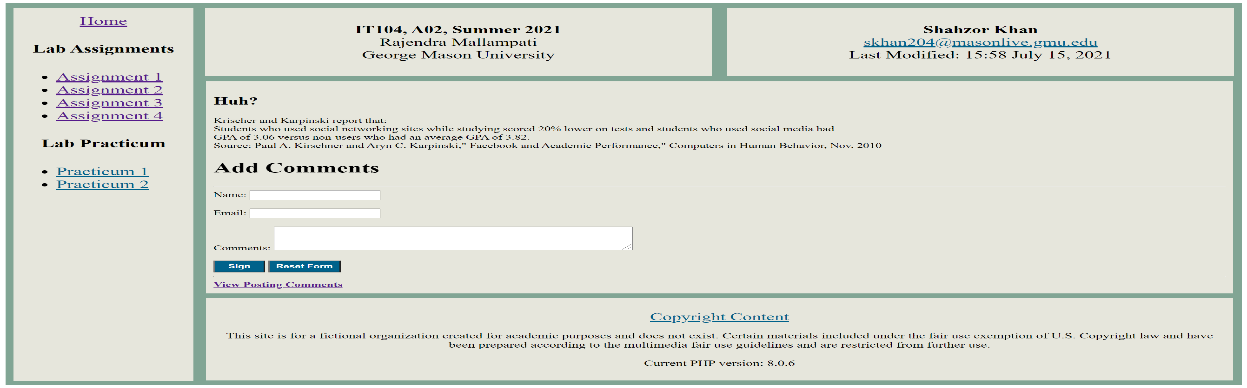 Home
Lab Assignments
Assignment 1
Assignment 2
Assignment 3
Assignment 4
Lab Practicum
Practicum 1
Practicum 2
IT104, A02, Summer 2021
Rajendra Mallampati
George Mason University
Shahzor Khan
skhan204@masonlive.gmu.edu
Last Modified: 15:58 July 15, 2021
Huh?
Krischer and Karpinski report that:
Students who used social networking sites while studying scored 20% lower on tests and students who used social media had
GPA of 3.06 versus non-users who had an average GPA of 3.82.
Source: Paul A. Kirschner and Aryn C. Karpinski," Facebook and Academic Performance," Computers in Human Behavior, Nov. 2010
Add Comments
Name:
Email:
Comments:
Sign Reset Form
View Posting Comments
Copyright Content
This site is for a fictional organization created for academic purposes and does not exist. Certain materials included under the fair use exemption of U.S. Copyright law and have
been prepared according to the multimedia fair use guidelines and are restricted from further use.
Current PHP version: 8.0.6